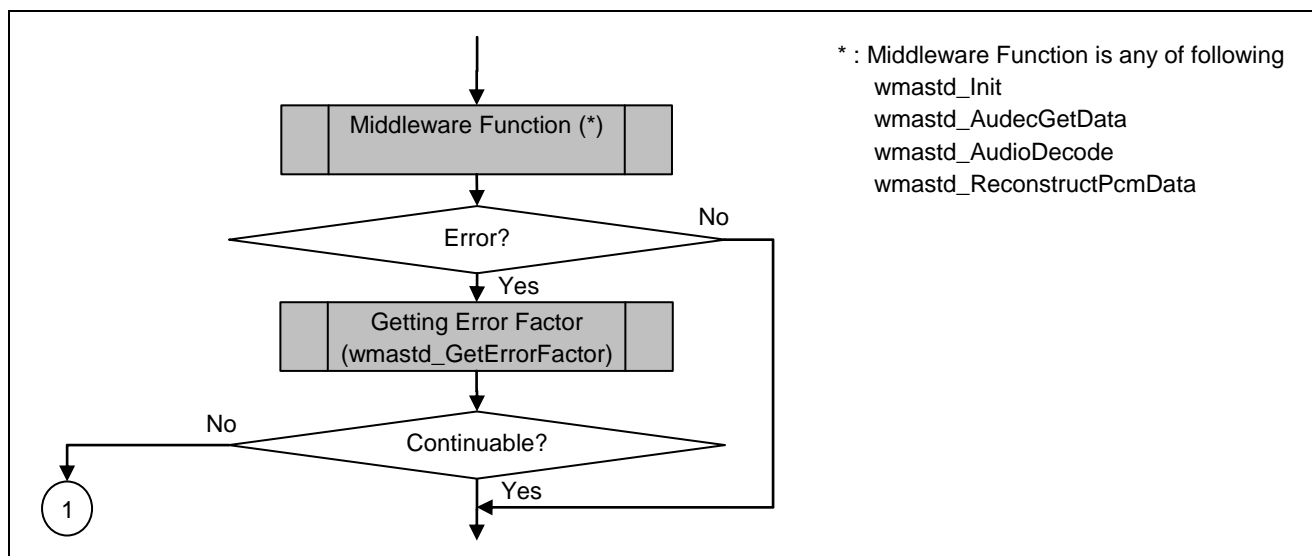 * : Middleware Function is any of following
wmastd_Init
wmastd_AudecGetData
wmastd_AudioDecode
wmastd_ReconstructPcmData
Middleware Function (*)
Error?
No
Yes
Getting Error Factor
(wmastd_GetErrorFactor)
Continuable?
No
Yes
1